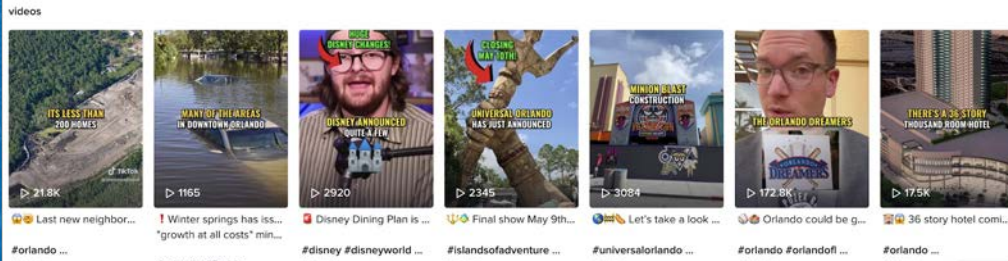 videos
ITS LESS THAN
200 HOMES
TikTok
21.8K
Last new neighbor...
#orlando ...
MANY OF THE AREAS
IN DOWNTOWN ORLANDO
1165
Winter springs has iss...
"growth at all costs" min...
HUGE
DISNEY CHANGES!
DISNEY ANNOUNCED
QUITE A FEW
2920
Disney Dining Plan is ...
#disney #disneyworld ...
CLOSING
MAY 10TH!
UNIVERSAL ORLANDO
HAS JUST ANNOUNCED
2345
Final show May 9th...
#islandsofadventure ...
MINION BLAST
CONSTRUCTION
3084
Let's take a look ...
#universalorlando ...
THE ORLANDO DREAMERS
ORLANDO
DREAMERS
172.8K
Orlando could be g...
#orlando #orlandofl ...
THERE'S A 36 STORY
THOUSAND ROOM HOTEL
17.5K
36 story hotel comi...
#orlando ...